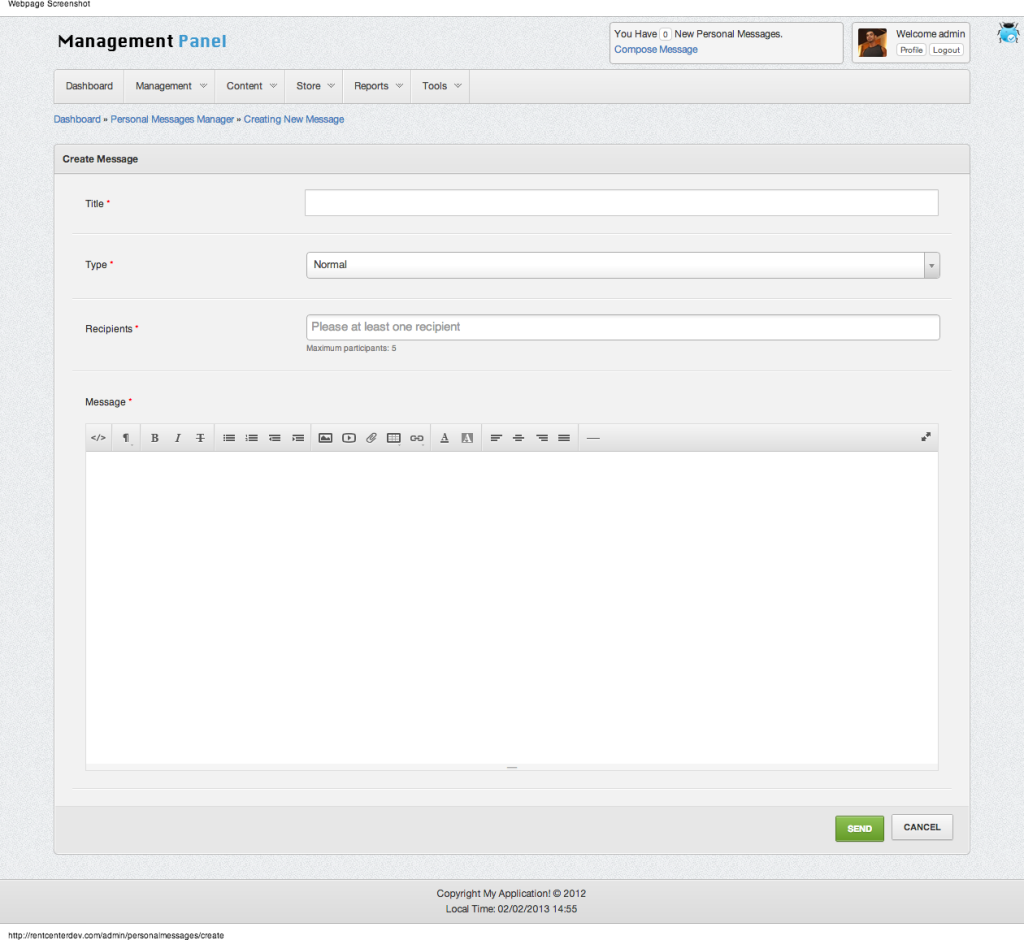 Webpage Screenshot
Management Panel
You Have 0 New Personal Messages.
Compose Message
Welcome admin
Profile Logout
Dashboard Management Content Store Reports Tools
Dashboard » Personal Messages Manager » Creating New Message
Create Message
Title *
Type * Normal
Recipients * Please at least one recipient
Maximum participants: 5
Message *
</> ¶ B I T A A
SEND CANCEL
Copyright My Application! © 2012
Local Time: 02/02/2013 14:55
http://rentcenterdev.com/admin/personalmessages/create